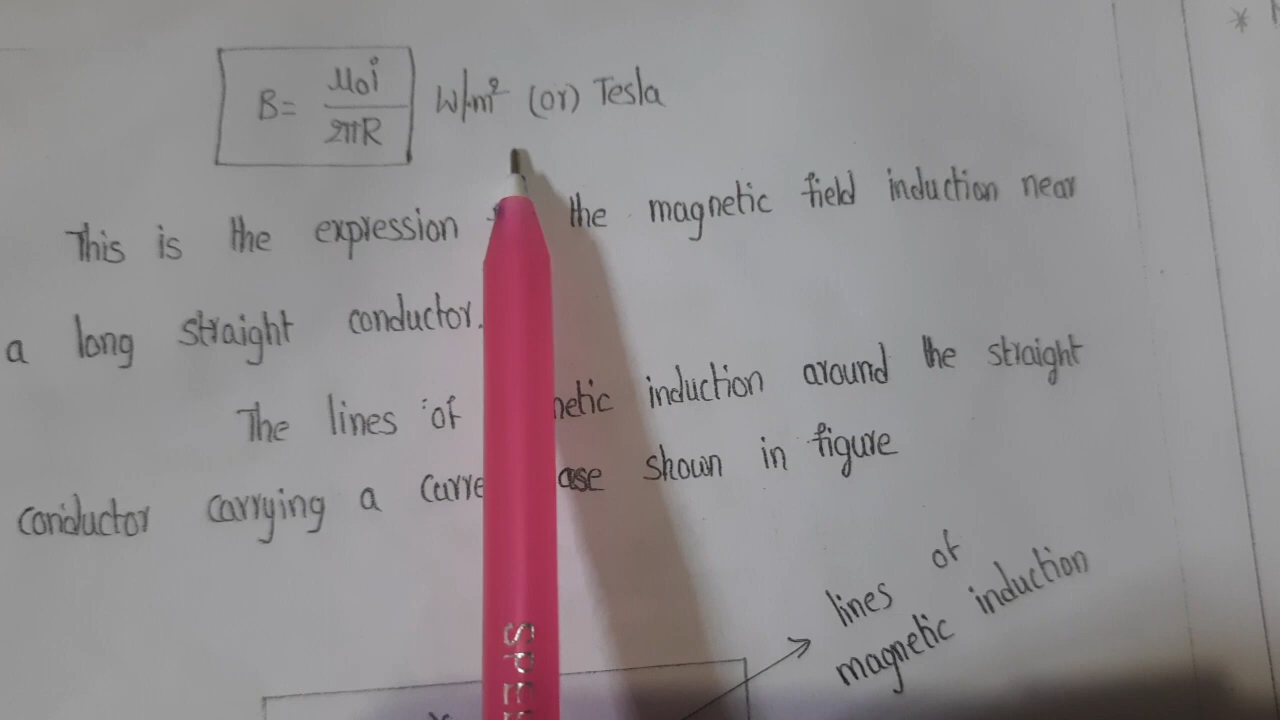 B = μ₀i / 2πR W/m² (or) Tesla
This is the expression the magnetic field induction near
a long straight conductor.
The lines of netic induction around the straight
conductor carrying a curre ase shown in figure
lines of
magnetic induction
SPE